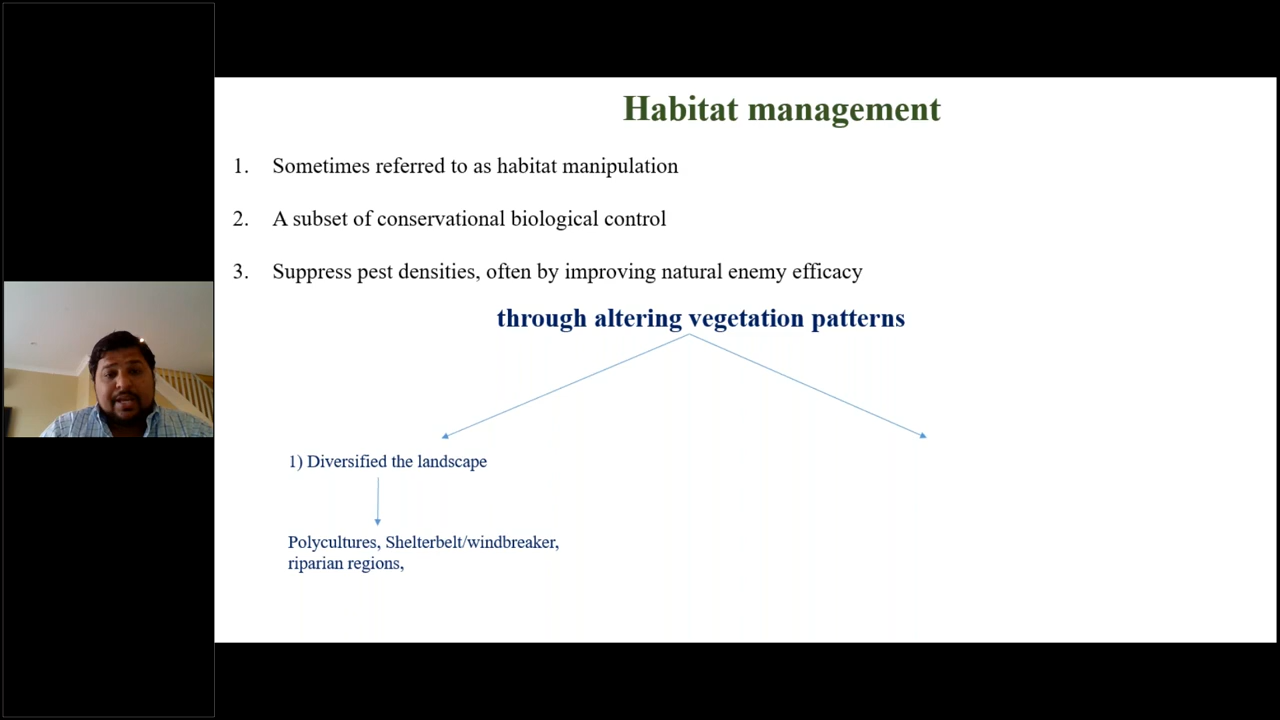 Habitat management
1. Sometimes referred to as habitat manipulation
2. A subset of conservational biological control
3. Suppress pest densities, often by improving natural enemy efficacy
through altering vegetation patterns
1) Diversified the landscape
Polycultures, Shelterbelt/windbreaker,
riparian regions,